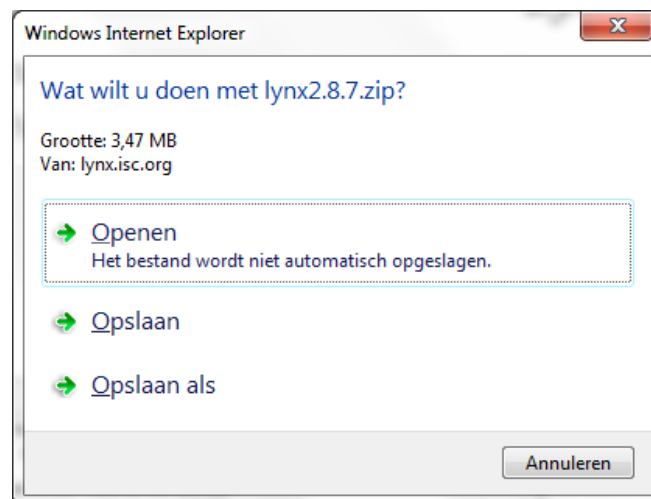 Windows Internet Explorer
Wat wilt u doen met lynx2.8.7.zip?
Grootte: 3,47 MB
Van: lynx.isc.org
Openen
Het bestand wordt niet automatisch opgeslagen.
Opslaan
Opslaan als
Annuleren